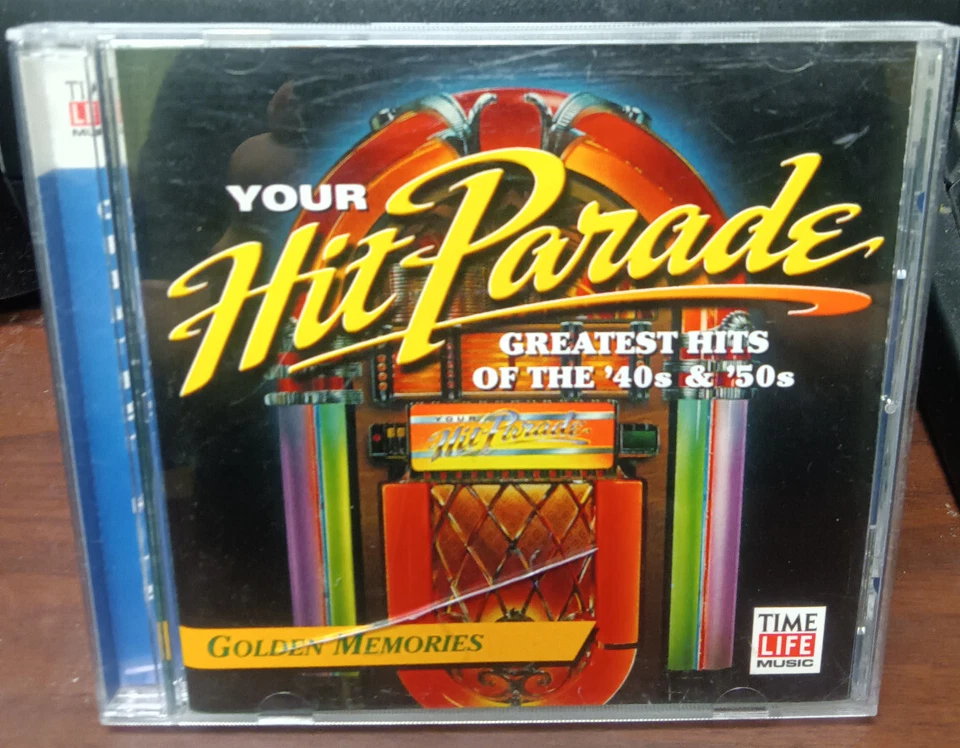 TIME
LIFE
MUSIC
YOUR
Hit Parade
GREATEST HITS
OF THE '40s & '50s
YOUR
Hit Parade
GOLDEN MEMORIES
TIME
LIFE
MUSIC